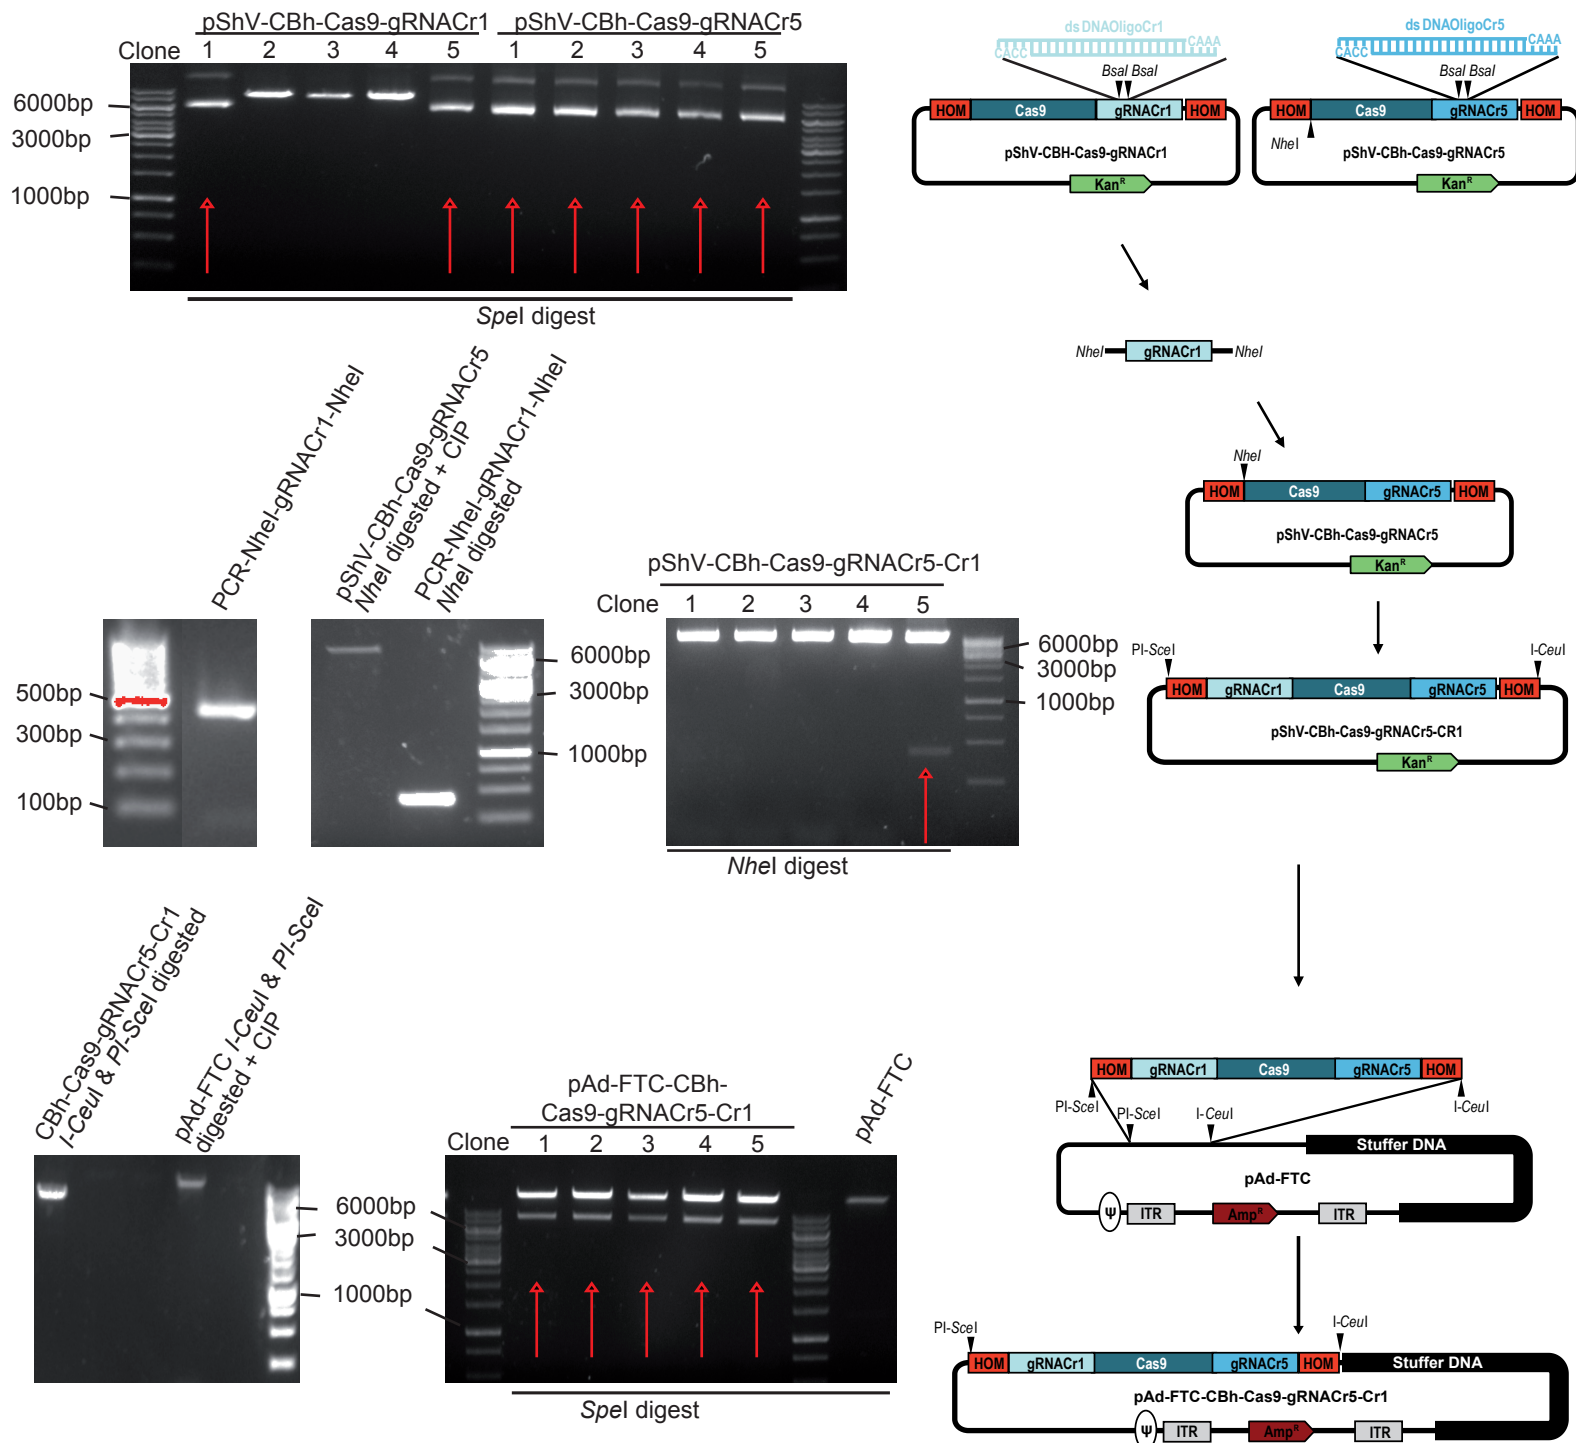 pShV-CBh-Cas9-gRNACr1 pShV-CBh-Cas9-gRNACr5
Clone 1 2 3 4 5 1 2 3 4 5
6000bp
3000bp
1000bp
SpeI digest
PCR-NheI-gRNACr1-NheI
pShV-CBh-Cas9-gRNACr5
NheI digested + CIP
PCR-NheI-gRNACr1-NheI
NheI digested
500bp
300bp
100bp
6000bp
3000bp
1000bp
pShV-CBh-Cas9-gRNACr5-Cr1
Clone 1 2 3 4 5
6000bp
3000bp
1000bp
NheI digest
CBh-Cas9-gRNACr5-Cr1
I-CeuI & PI-SceI digested
pAd-FTC I-CeuI & PI-SceI
digested + CIP
6000bp
3000bp
1000bp
pAd-FTC-CBh-
Cas9-gRNACr5-Cr1
Clone 1 2 3 4 5
pAd-FTC
SpeI digest
ds DNAOligoCr1
CACC CAAA
BsaI BsaI
HOM Cas9 gRNACr1 HOM
pShV-CBH-Cas9-gRNACr1
KanR
ds DNAOligoCr5
CACC CAAA
BsaI BsaI
HOM Cas9 gRNACr5 HOM
NheI
pShV-CBh-Cas9-gRNACr5
KanR
NheI gRNACr1 NheI
NheI
HOM Cas9 gRNACr5 HOM
pShV-CBh-Cas9-gRNACr5
KanR
PI-SceI I-CeuI
HOM gRNACr1 Cas9 gRNACr5 HOM
pShV-CBh-Cas9-gRNACr5-CR1
KanR
HOM gRNACr1 Cas9 gRNACr5 HOM
PI-SceI PI-SceI I-CeuI I-CeuI
Stuffer DNA
pAd-FTC
Ψ ITR AmpR ITR
PI-SceI I-CeuI
HOM gRNACr1 Cas9 gRNACr5 HOM Stuffer DNA
pAd-FTC-CBh-Cas9-gRNACr5-Cr1
Ψ ITR AmpR ITR